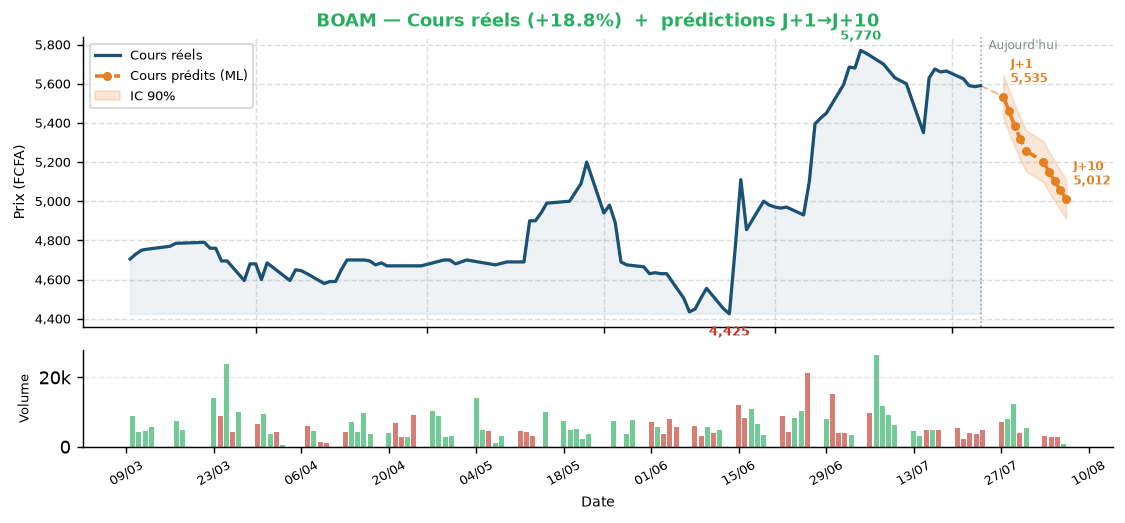 BOAM — Cours réels (+18.8%)  +  prédictions J+1→J+10
5,770
Aujourd'hui
Cours réels
Cours prédits (ML)
IC 90%
J+1
5,535
J+10
5,012
4,425
Prix (FCFA)
5,800
5,600
5,400
5,200
5,000
4,800
4,600
4,400
Volume
20k
0
09/03
23/03
06/04
20/04
04/05
18/05
01/06
15/06
29/06
13/07
27/07
10/08
Date